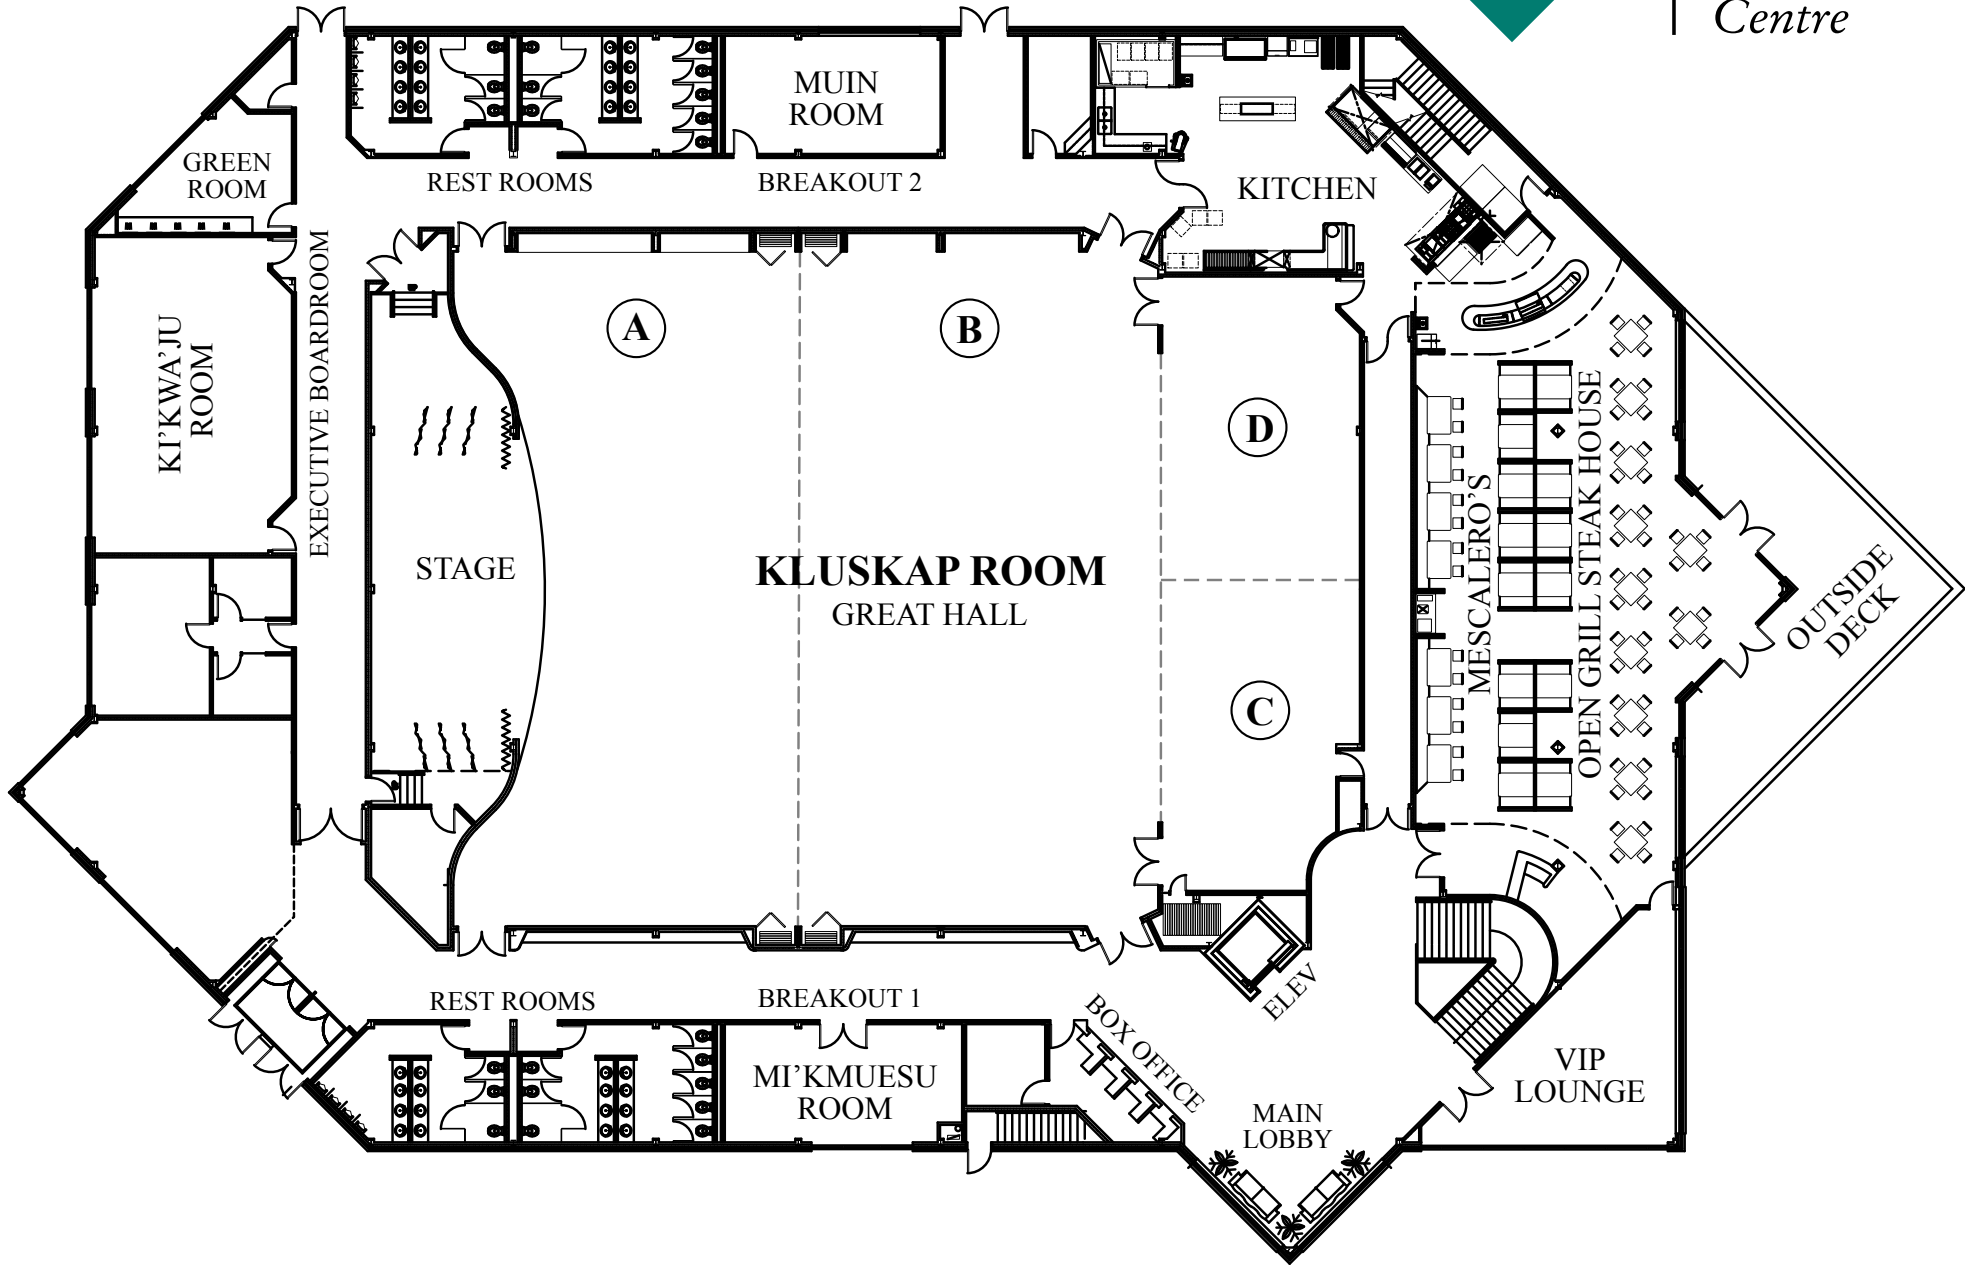 Centre
MUIN
ROOM
GREEN
ROOM
REST ROOMS
BREAKOUT 2
KITCHEN
KI’KWA’JU
ROOM
EXECUTIVE BOARDROOM
A
B
D
STAGE
KLUSKAP ROOM
GREAT HALL
MESCALERO’S
OPEN GRILL STEAK HOUSE
OUTSIDE
DECK
C
REST ROOMS
BREAKOUT 1
ELEV
BOX OFFICE
MI’KMUESU
ROOM
MAIN
LOBBY
VIP
LOUNGE